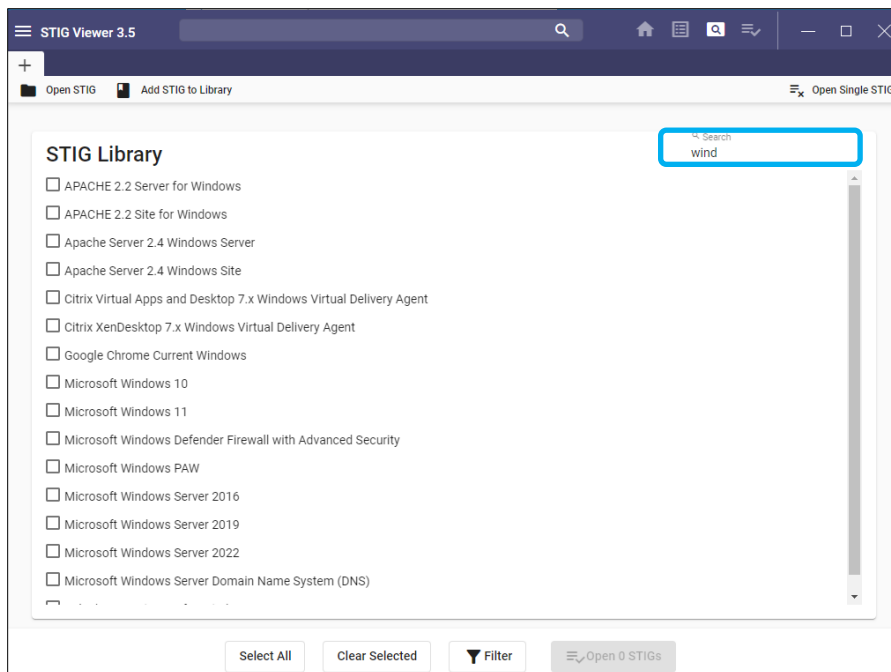 STIG Viewer 3.5
Open STIG
Add STIG to Library
Open Single STIG
STIG Library
Search
wind
APACHE 2.2 Server for Windows
APACHE 2.2 Site for Windows
Apache Server 2.4 Windows Server
Apache Server 2.4 Windows Site
Citrix Virtual Apps and Desktop 7.x Windows Virtual Delivery Agent
Citrix XenDesktop 7.x Windows Virtual Delivery Agent
Google Chrome Current Windows
Microsoft Windows 10
Microsoft Windows 11
Microsoft Windows Defender Firewall with Advanced Security
Microsoft Windows PAW
Microsoft Windows Server 2016
Microsoft Windows Server 2019
Microsoft Windows Server 2022
Microsoft Windows Server Domain Name System (DNS)
Select All
Clear Selected
Filter
Open 0 STIGs